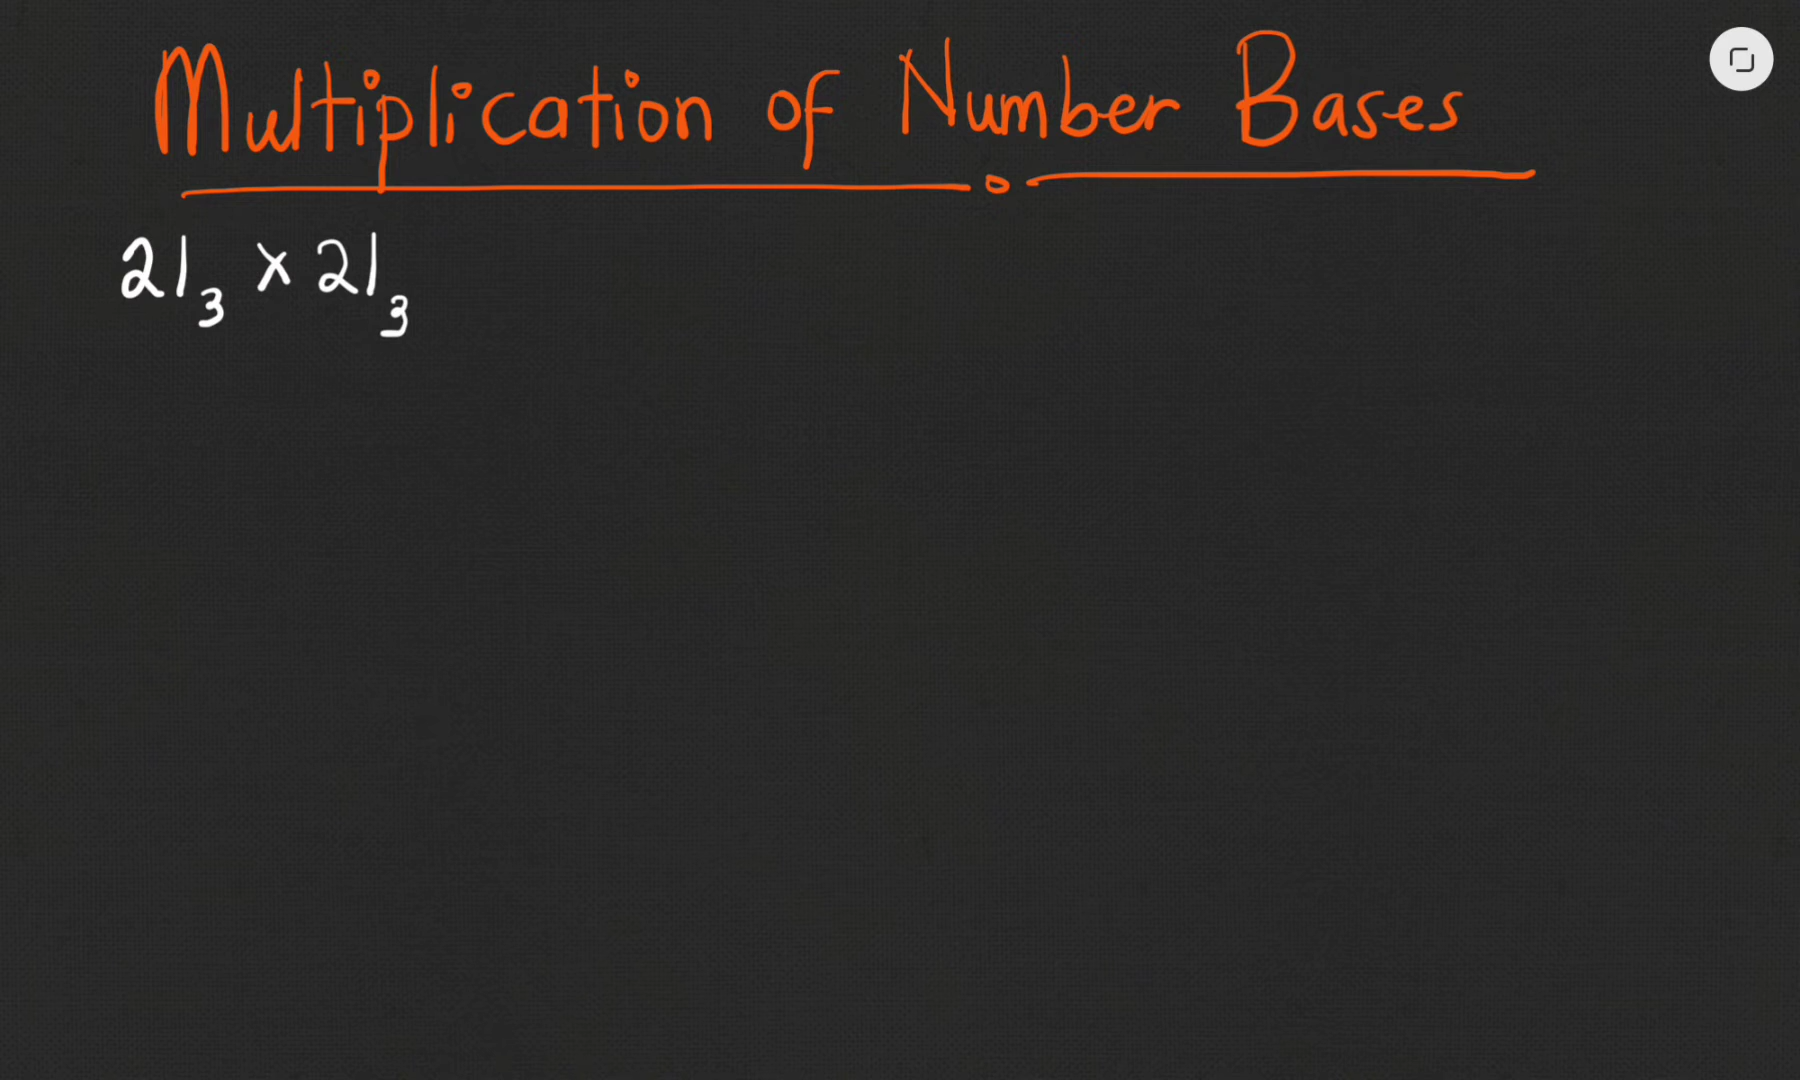 Multiplication of Number Bases
21₃ × 21₃